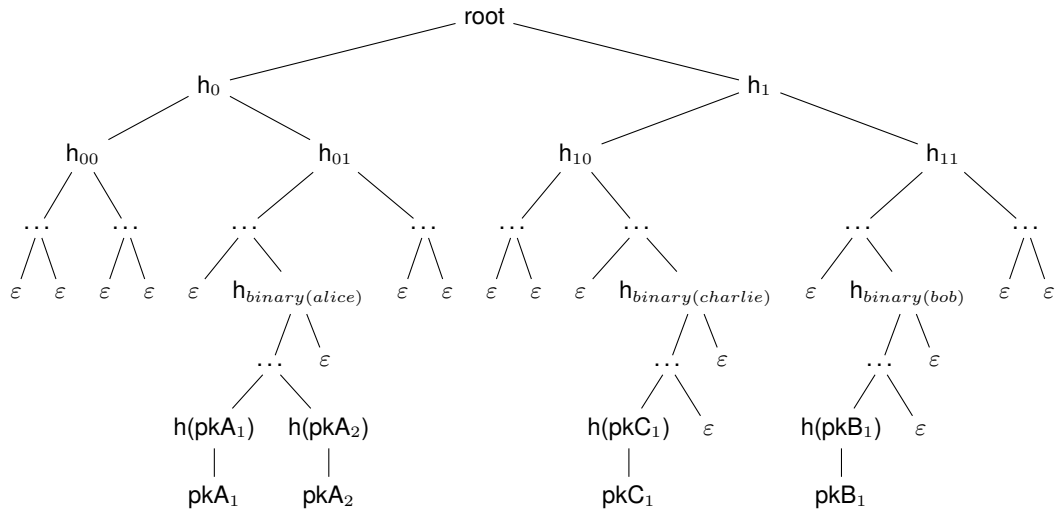 root
h₀ h₁
h₀₀ h₀₁ h₁₀ h₁₁
... ... ... ... ... ... ... ...
ε ε ε ε ε h_binary(alice) ε ε ε ε ε h_binary(charlie) ε h_binary(bob) ε ε
... ε ... ε ... ε
h(pkA₁) h(pkA₂) h(pkC₁) ε h(pkB₁) ε
pkA₁ pkA₂ pkC₁ pkB₁